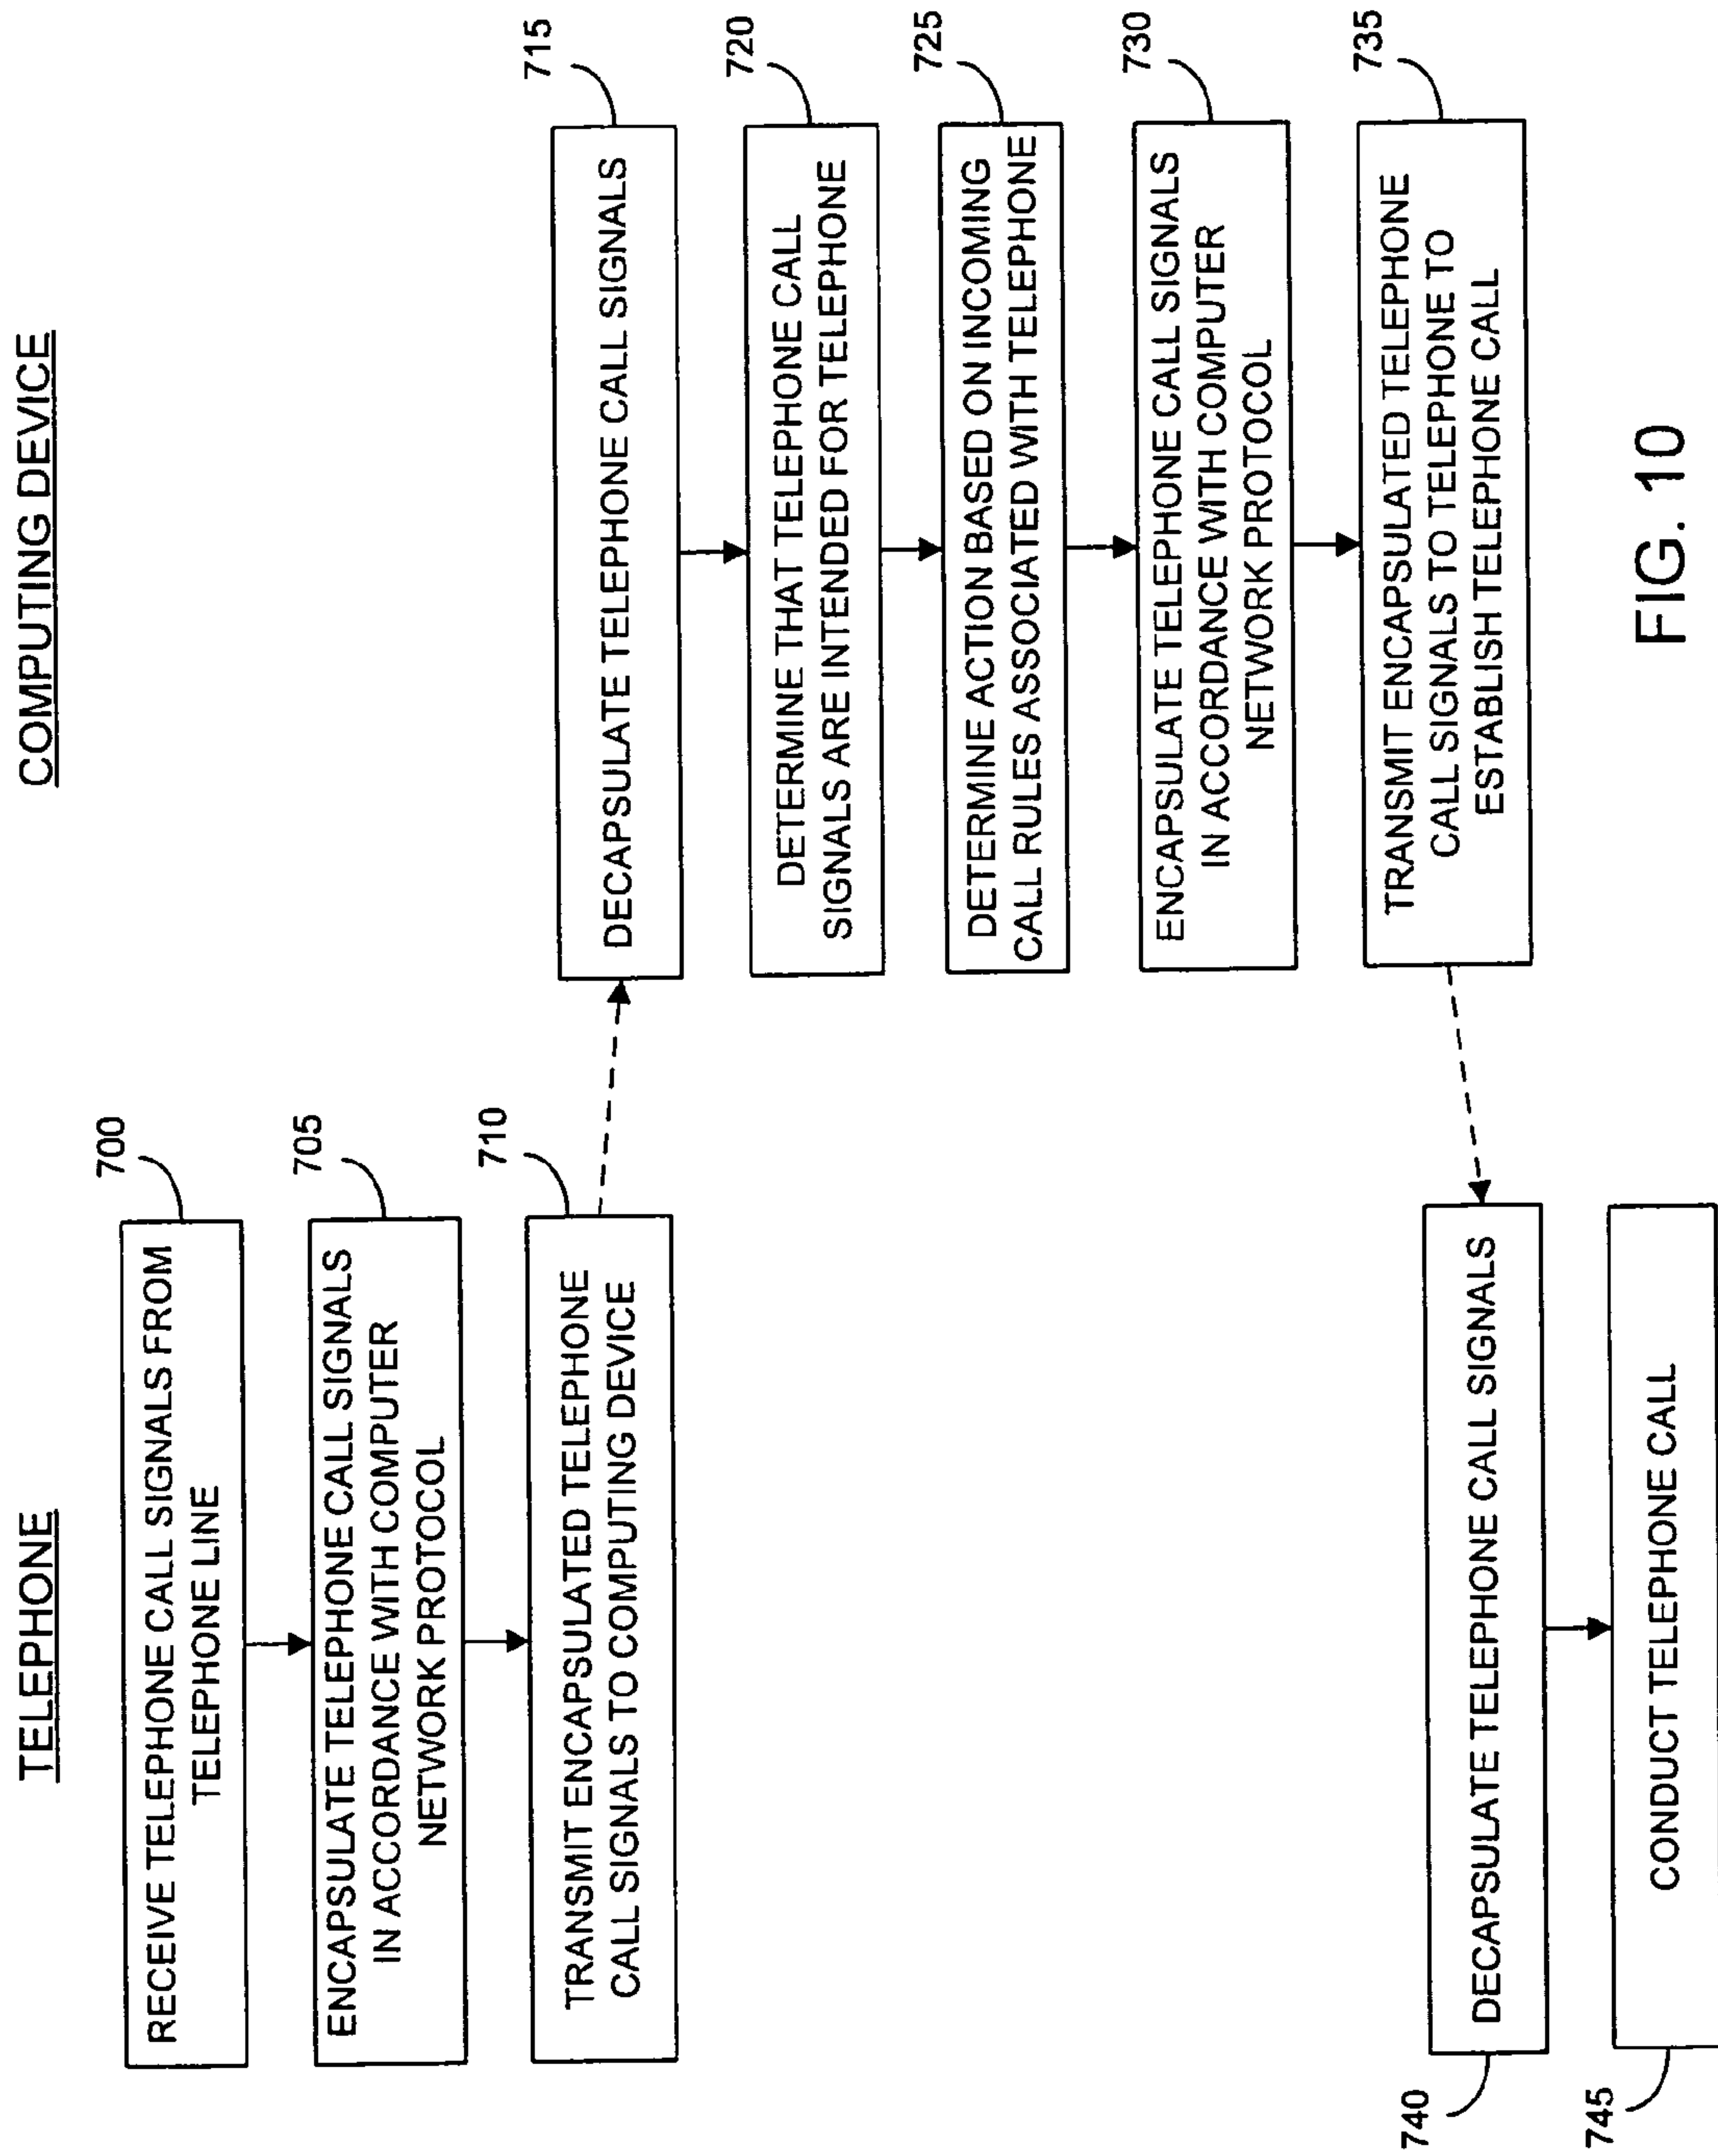 TELEPHONE
COMPUTING DEVICE
700
RECEIVE TELEPHONE CALL SIGNALS FROM
TELEPHONE LINE
705
ENCAPSULATE TELEPHONE CALL SIGNALS
IN ACCORDANCE WITH COMPUTER
NETWORK PROTOCOL
710
TRANSMIT ENCAPSULATED TELEPHONE
CALL SIGNALS TO COMPUTING DEVICE
715
DECAPSULATE TELEPHONE CALL SIGNALS
720
DETERMINE THAT TELEPHONE CALL
SIGNALS ARE INTENDED FOR TELEPHONE
725
DETERMINE ACTION BASED ON INCOMING
CALL RULES ASSOCIATED WITH TELEPHONE
730
ENCAPSULATE TELEPHONE CALL SIGNALS
IN ACCORDANCE WITH COMPUTER
NETWORK PROTOCOL
735
TRANSMIT ENCAPSULATED TELEPHONE
CALL SIGNALS TO TELEPHONE TO
ESTABLISH TELEPHONE CALL
740
DECAPSULATE TELEPHONE CALL SIGNALS
745
CONDUCT TELEPHONE CALL
FIG. 10